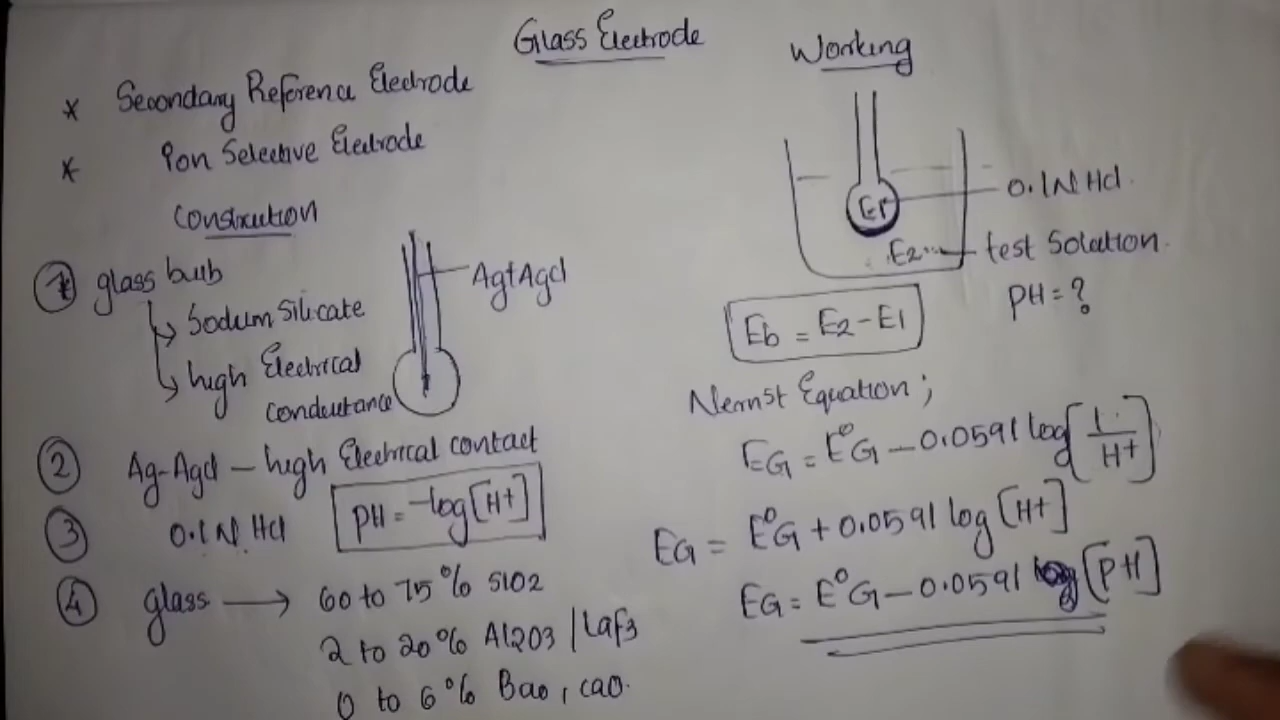 Glass Electrode
* Secondary Reference Electrode
* Ion Selective Electrode
Construction
① glass bulb
↳ Sodium Silicate
↳ high Electrical
conductance
Ag+Agcl
② Ag-Agcl – high Electrical contact
③ 0.1N Hcl
PH = -log[H+]
④ glass → 60 to 75% SiO2
2 to 20% Al2O3 / Laf3
0 to 6% Bao, cao.
Working
E1
0.1N Hcl.
E2
test Solution.
PH = ?
Eb = E2 - E1
Nernst Equation;
EG = E°G - 0.0591 log[1/H+]
EG = E°G + 0.0591 log[H+]
EG = E°G - 0.0591 [PH]